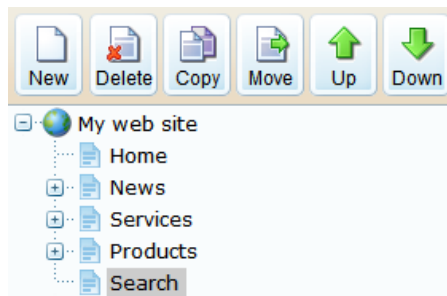 New Delete Copy Move Up Down
My web site
Home
News
Services
Products
Search